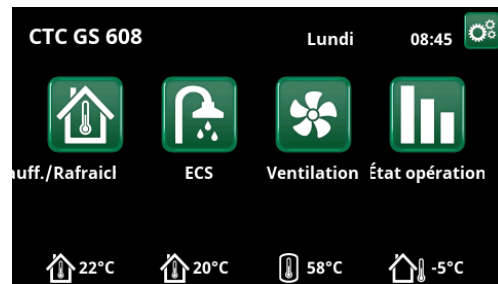 CTC GS 608 Lundi 08:45
uff./Rafraicl ECS Ventilation État opération
22°C 20°C 58°C -5°C